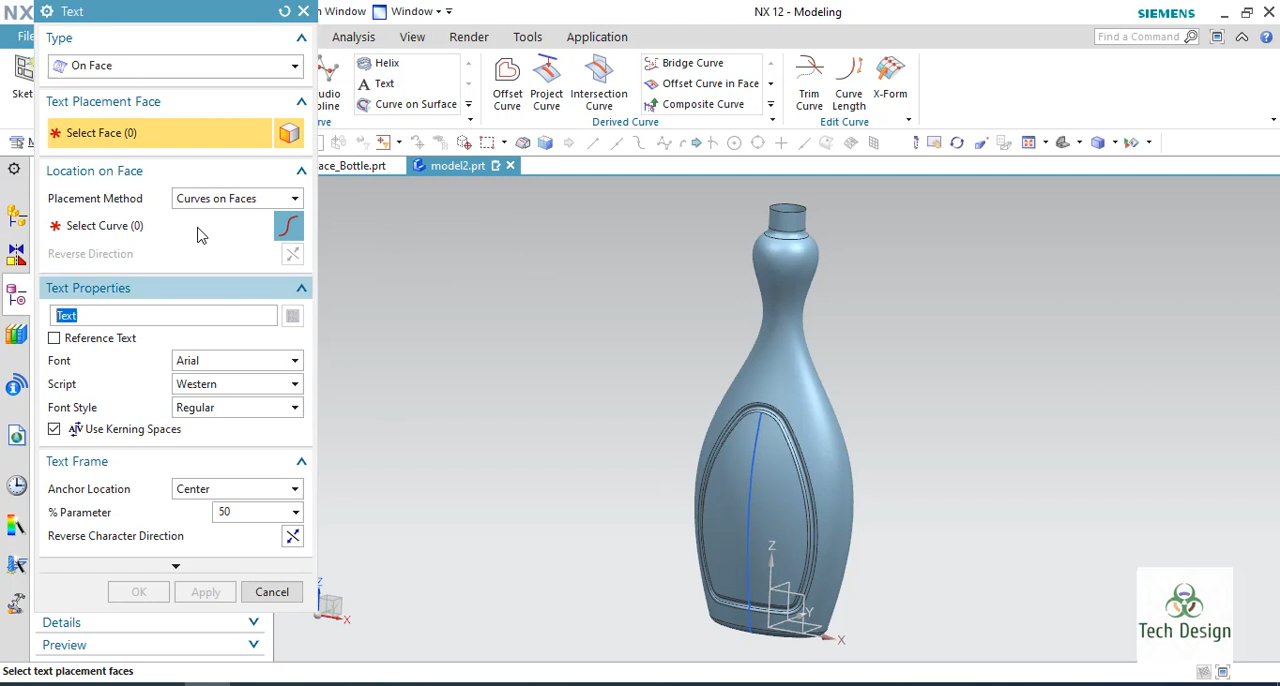 NX
Text
n Window
Window
NX 12 - Modeling
SIEMENS
File
Analysis
View
Render
Tools
Application
Find a Command
Type
On Face
Text Placement Face
* Select Face (0)
Location on Face
Placement Method
Curves on Faces
* Select Curve (0)
Reverse Direction
Text Properties
Text
Reference Text
Font
Arial
Script
Western
Font Style
Regular
Use Kerning Spaces
Text Frame
Anchor Location
Center
% Parameter
50
Reverse Character Direction
OK
Apply
Cancel
Details
Preview
Select text placement faces
Helix
A Text
Curve on Surface
Offset
Curve
Project
Curve
Intersection
Curve
Bridge Curve
Offset Curve in Face
Composite Curve
Derived Curve
Trim
Curve
Curve
Length
X-Form
Edit Curve
ace_Bottle.prt
model2.prt
Z
Y
X
Z
X
Tech Design